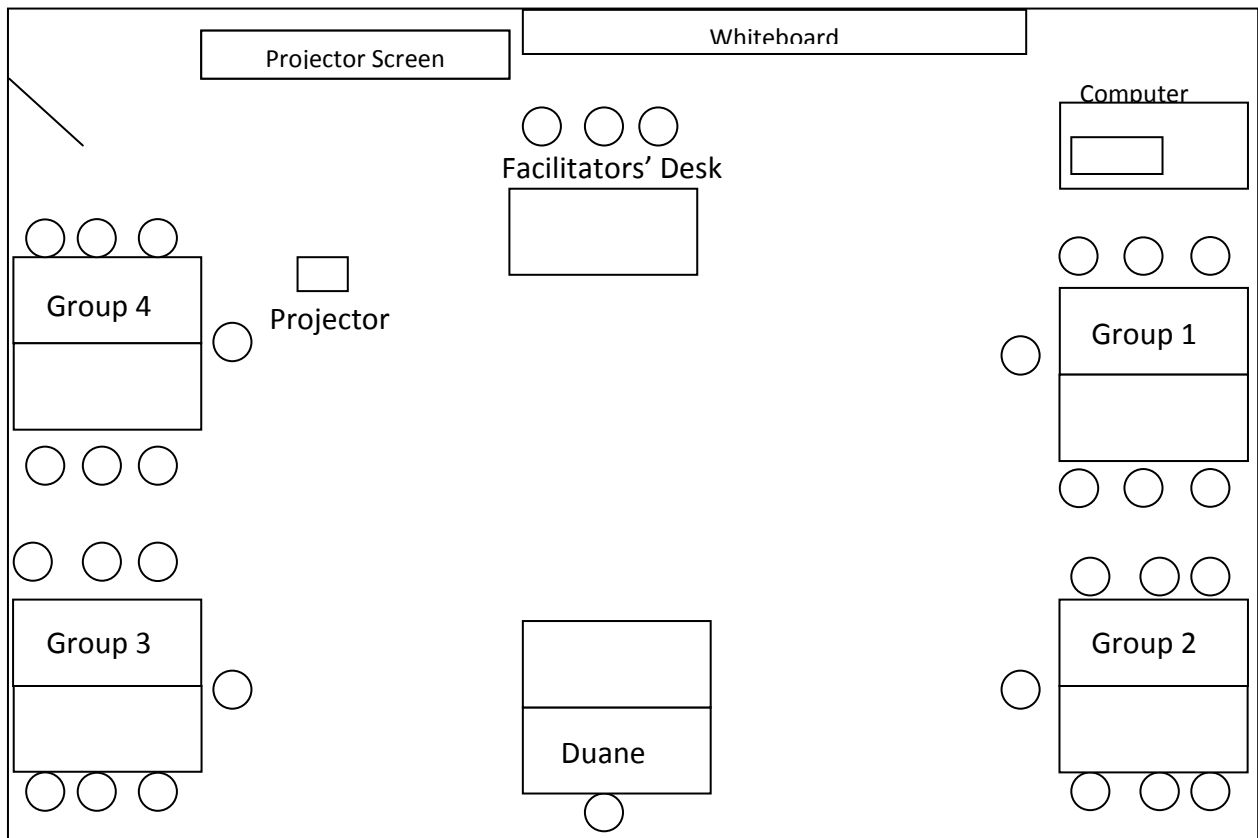 Whiteboard
Projector Screen
Computer
Facilitators’ Desk
Group 4
Projector
Group 1
Group 3
Group 2
Duane